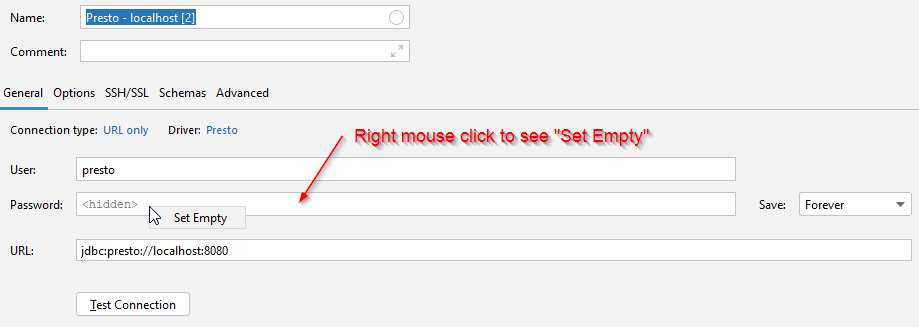 Name: Presto - localhost [2]
Comment:
General Options SSH/SSL Schemas Advanced
Connection type: URL only Driver: Presto
Right mouse click to see "Set Empty"
User: presto
Password: <hidden> Save: Forever
Set Empty
URL: jdbc:presto://localhost:8080
Test Connection